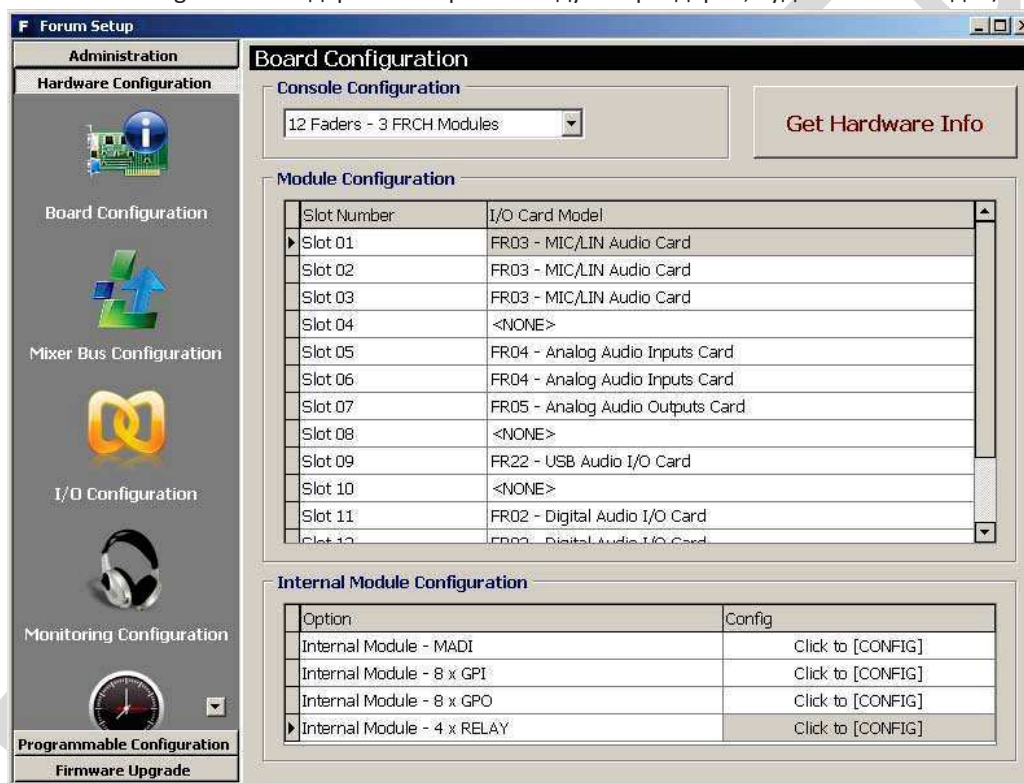 Forum Setup
Administration
Hardware Configuration
Board Configuration
Mixer Bus Configuration
I/O Configuration
Monitoring Configuration
Programmable Configuration
Firmware Upgrade
Board Configuration
Console Configuration
12 Faders - 3 FRCH Modules
Get Hardware Info
Module Configuration
Slot Number I/O Card Model
Slot 01 FR03 - MIC/LIN Audio Card
Slot 02 FR03 - MIC/LIN Audio Card
Slot 03 FR03 - MIC/LIN Audio Card
Slot 04 <NONE>
Slot 05 FR04 - Analog Audio Inputs Card
Slot 06 FR04 - Analog Audio Inputs Card
Slot 07 FR05 - Analog Audio Outputs Card
Slot 08 <NONE>
Slot 09 FR22 - USB Audio I/O Card
Slot 10 <NONE>
Slot 11 FR02 - Digital Audio I/O Card
Slot 12 FR02 - Digital Audio I/O Card
Internal Module Configuration
Option Config
Internal Module - MADI Click to [CONFIG]
Internal Module - 8 x GPI Click to [CONFIG]
Internal Module - 8 x GPO Click to [CONFIG]
Internal Module - 4 x RELAY Click to [CONFIG]